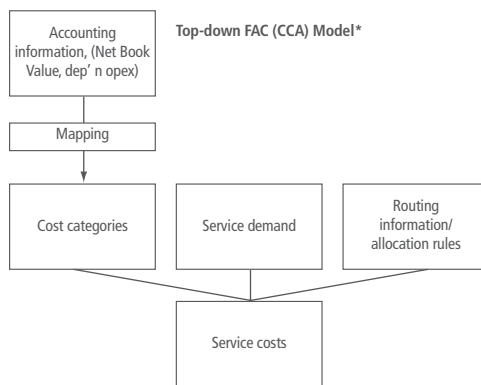 Top-down FAC (CCA) Model*
Accounting
information, (Net Book
Value, dep’ n opex)
Mapping
Cost categories
Service demand
Routing
information/
allocation rules
Service costs